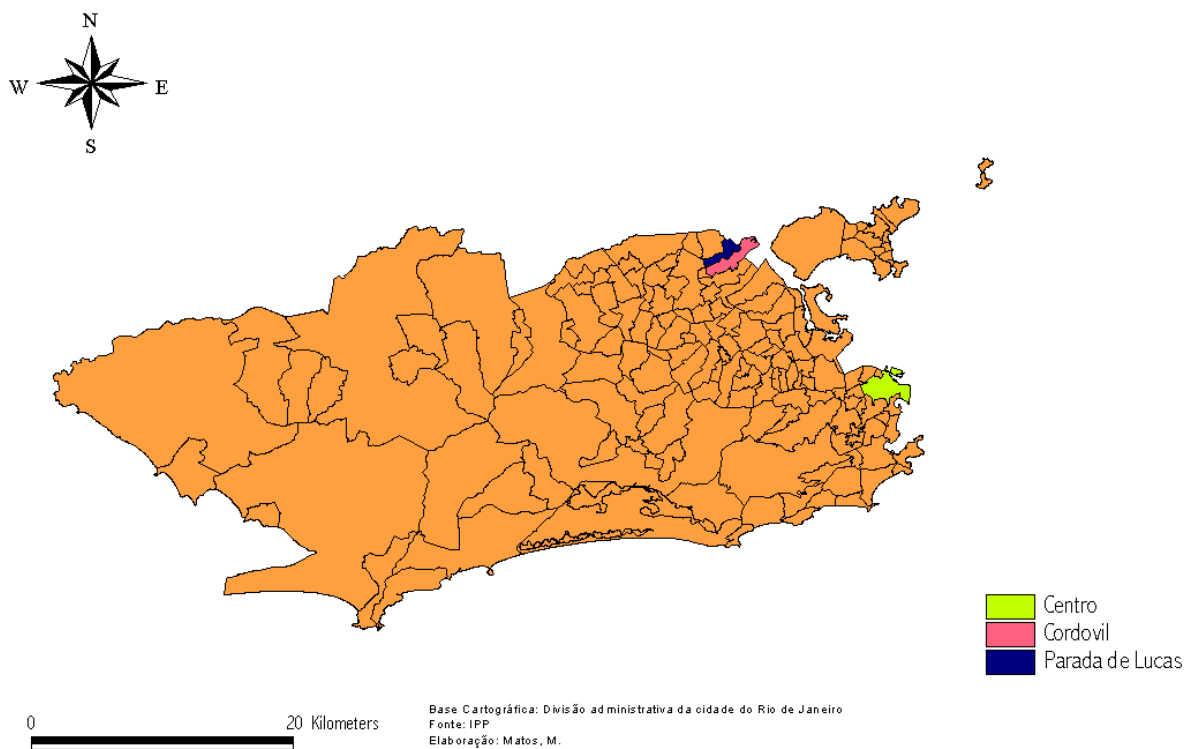 N
W E
S
Centro
Cordovil
Parada de Lucas
0 20 Kilometers
Base Cartográfica: Divisão administrativa da cidade do Rio de Janeiro
Fonte: IPP
Elaboração: Matos, M.